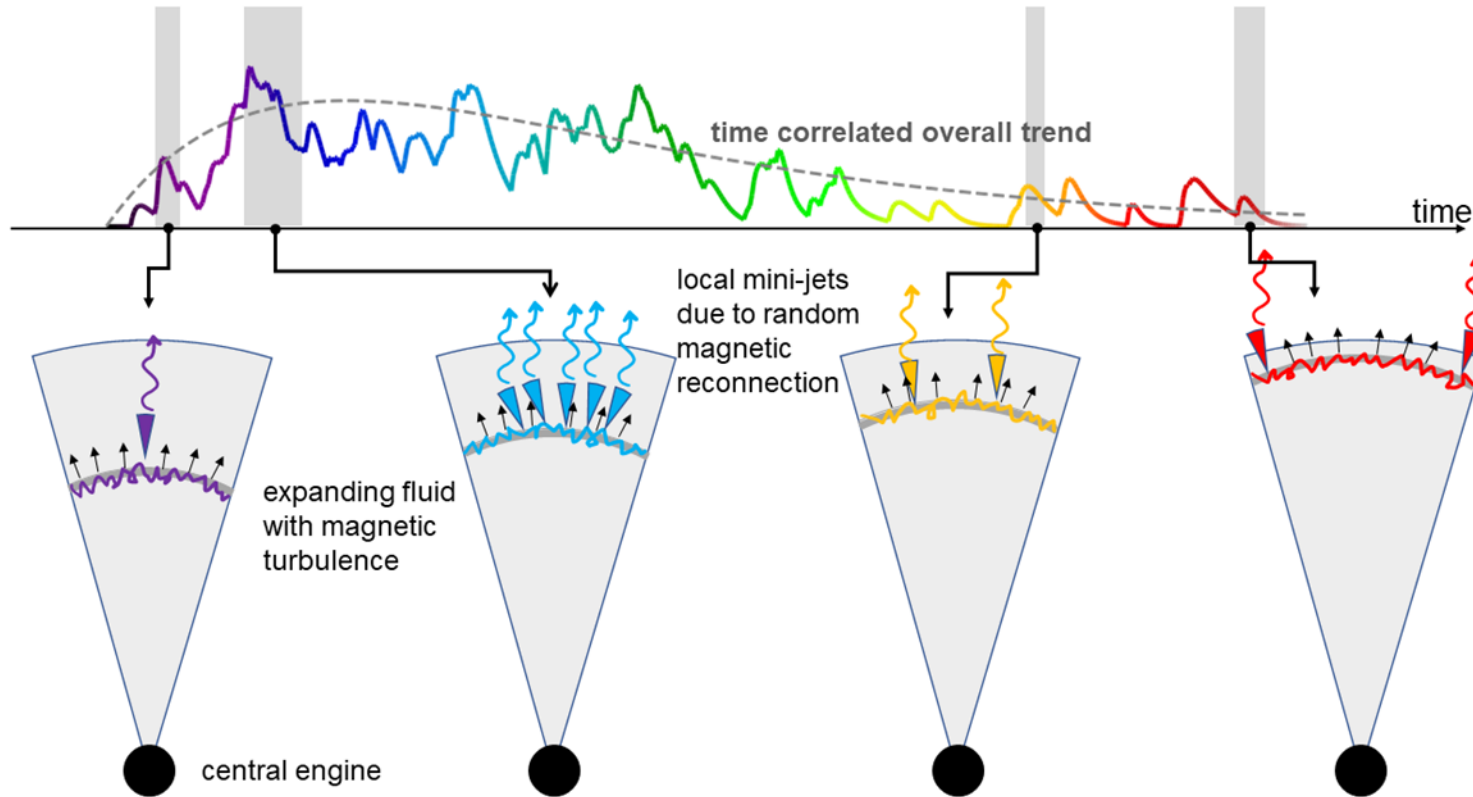 time correlated overall trend
time
local mini-jets
due to random
magnetic
reconnection
expanding fluid
with magnetic
turbulence
central engine